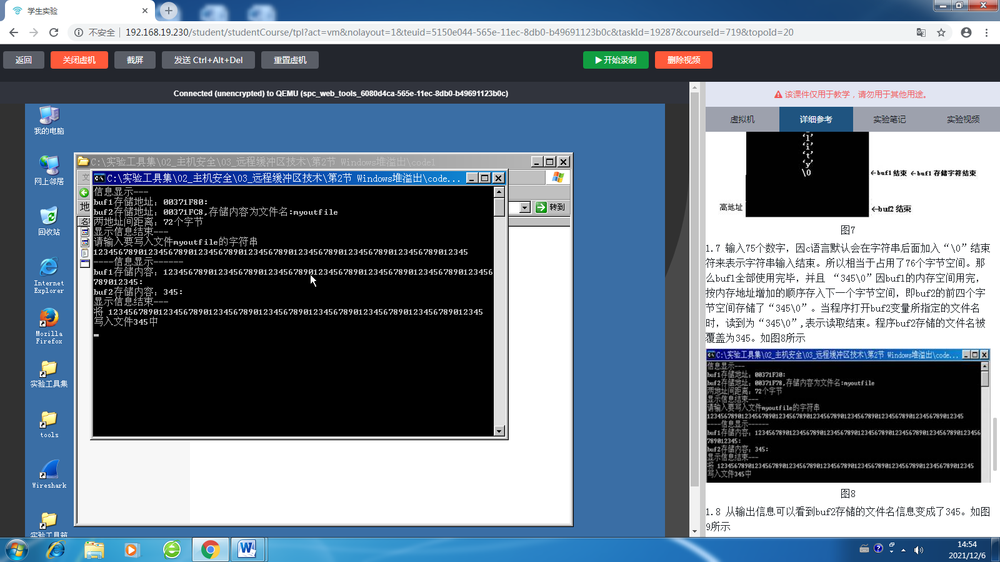 学生实验
不安全 192.168.19.230/student/studentCourse/tpl?act=vm&nolayout=1&teuid=5150e044-565e-11ec-8db0-b49691123b0c&taskId=19287&courseId=719&topoId=20
返回 关闭虚机 截屏 发送 Ctrl+Alt+Del 重置虚机 开始录制 删除视频
Connected (unencrypted) to QEMU (spc_web_tools_6080d4ca-565e-11ec-8db0-b49691123b0c)
我的电脑
网上邻居
回收站
Internet Explorer
Mozilla Firefox
实验工具集
tools
Wireshark
实验工具箱
C:\实验工具集\02_主机安全\03_远程缓冲区技术\第2节 Windows堆溢出\code1
转到
C:\实验工具集\02_主机安全\03_远程缓冲区技术\第2节 Windows堆溢出\code...
信息显示---
buf1存储地址：00371F80:
buf2存储地址：00371FC8,存储内容为文件名:myoutfile
两地址间距离：72个字节
显示信息结束---
请输入要写入文件myoutfile的字符串
123456789012345678901234567890123456789012345678901234567890123456789012345
----信息显示------
buf1存储内容：123456789012345678901234567890123456789012345678901234567890123456
789012345:
buf2存储内容：345:
显示信息结束---
将 123456789012345678901234567890123456789012345678901234567890123456789012345
写入文件345中
该课件仅用于教学，请勿用于其他用途。
虚拟机 详细参考 实验笔记 实验视频
'l'
'i'
't'
'y'
\0
←buf1 结束 ←buf1 存储字符结束
高地址
←buf2 结束
图7
1.7 输入75个数字，因c语言默认会在字符串后面加入“\0”结束
符来表示字符串输入结束。所以相当于占用了76个字节空间。那
么buf1全部使用完毕，并且 “345\0”因buf1的内存空间用完，
按内存地址增加的顺序存入下一个字节空间，即buf2的前四个字
节空间存储了“345\0”。当程序打开buf2变量所指定的文件名
时，读到为“345\0”,表示读取结束。程序buf2存储的文件名被
覆盖为345。如图8所示
C:\实验工具集\02_主机安全\03_远程缓冲区技术\第2节 Windows堆溢出\code...
信息显示---
buf1存储地址：00371F30:
buf2存储地址：00371F78,存储内容为文件名:myoutfile
两地址间距离：72个字节
显示信息结束---
请输入要写入文件myoutfile的字符串
123456789012345678901234567890123456789012345678901234567890123456789012345
----信息显示------
buf1存储内容：123456789012345678901234567890123456789012345678901234567890123456
789012345:
buf2存储内容：345:
显示信息结束---
将 123456789012345678901234567890123456789012345678901234567890123456789012345
写入文件345中
图8
1.8 从输出信息可以看到buf2存储的文件名信息变成了345。如图
9所示
14:54
2021/12/6